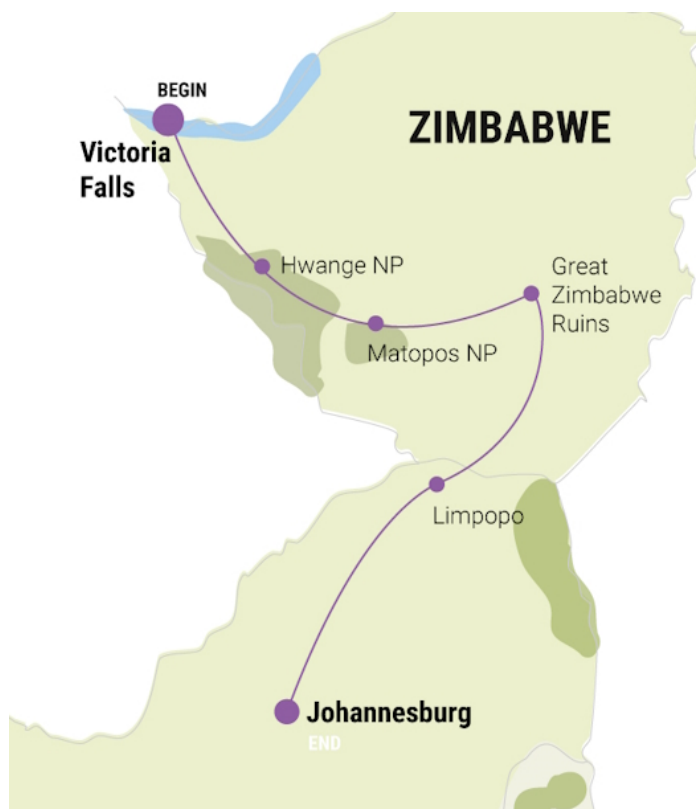 BEGIN
ZIMBABWE
Victoria
Falls
Hwange NP
Great
Zimbabwe
Ruins
Matopos NP
Limpopo
Johannesburg
END